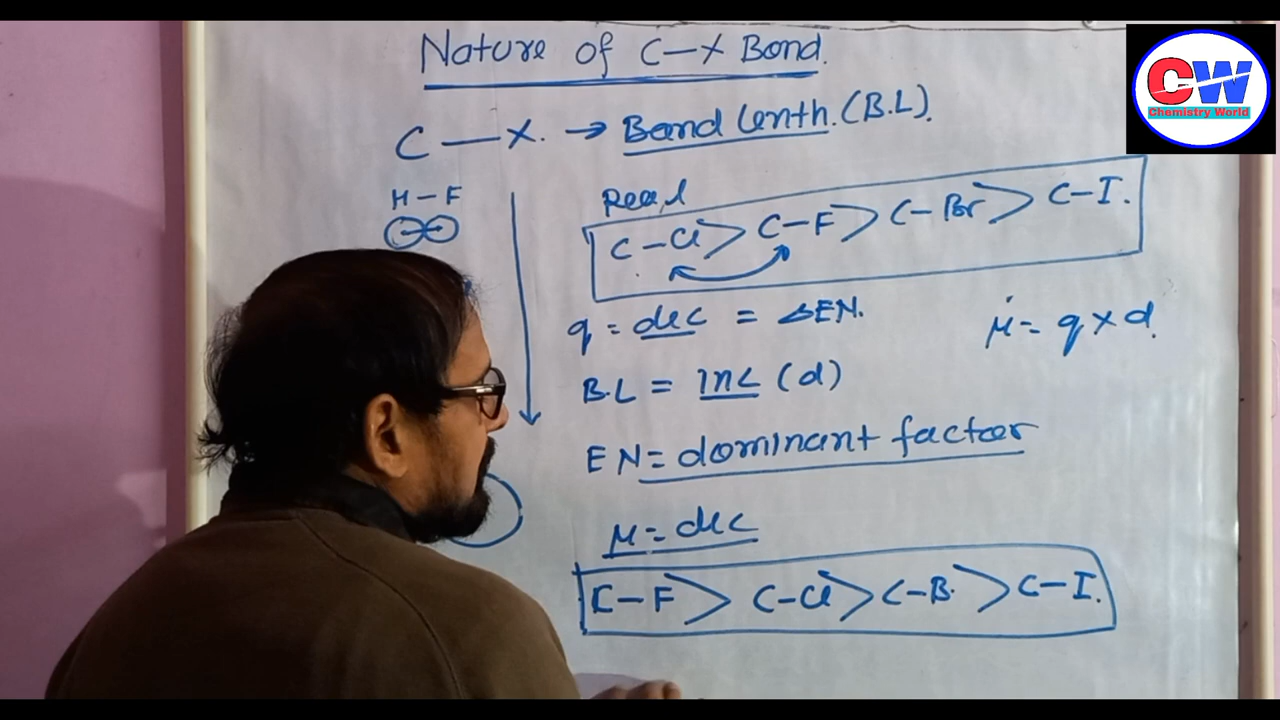 Nature of C—X Bond.
CW
Chemistry World
C—X. → Band lenth. (B.L).
H-F
Real
C-Cl > C-F > C-Br > C-I.
q = dec = ΔEN.
μ = q x d.
B.L = Inc (d)
EN = dominant factor
μ = dec
C-F > C-Cl > C-B. > C-I.